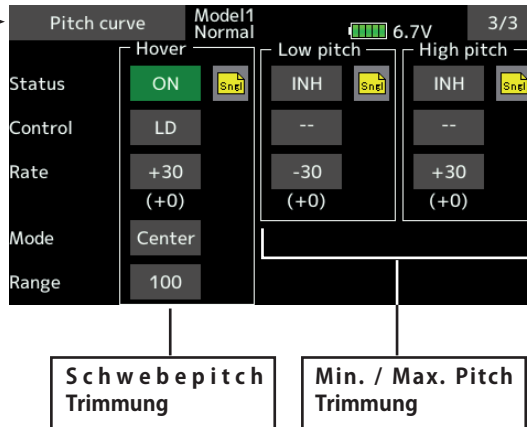 Pitch curve Model1 Normal 6.7V 3/3
Hover Low pitch High pitch
Status ON Sngl INH Sngl INH Sngl
Control LD -- --
Rate +30 -30 +30
(+0) (+0) (+0)
Mode Center
Range 100
Schwebepitch Trimmung
Min. / Max. Pitch Trimmung